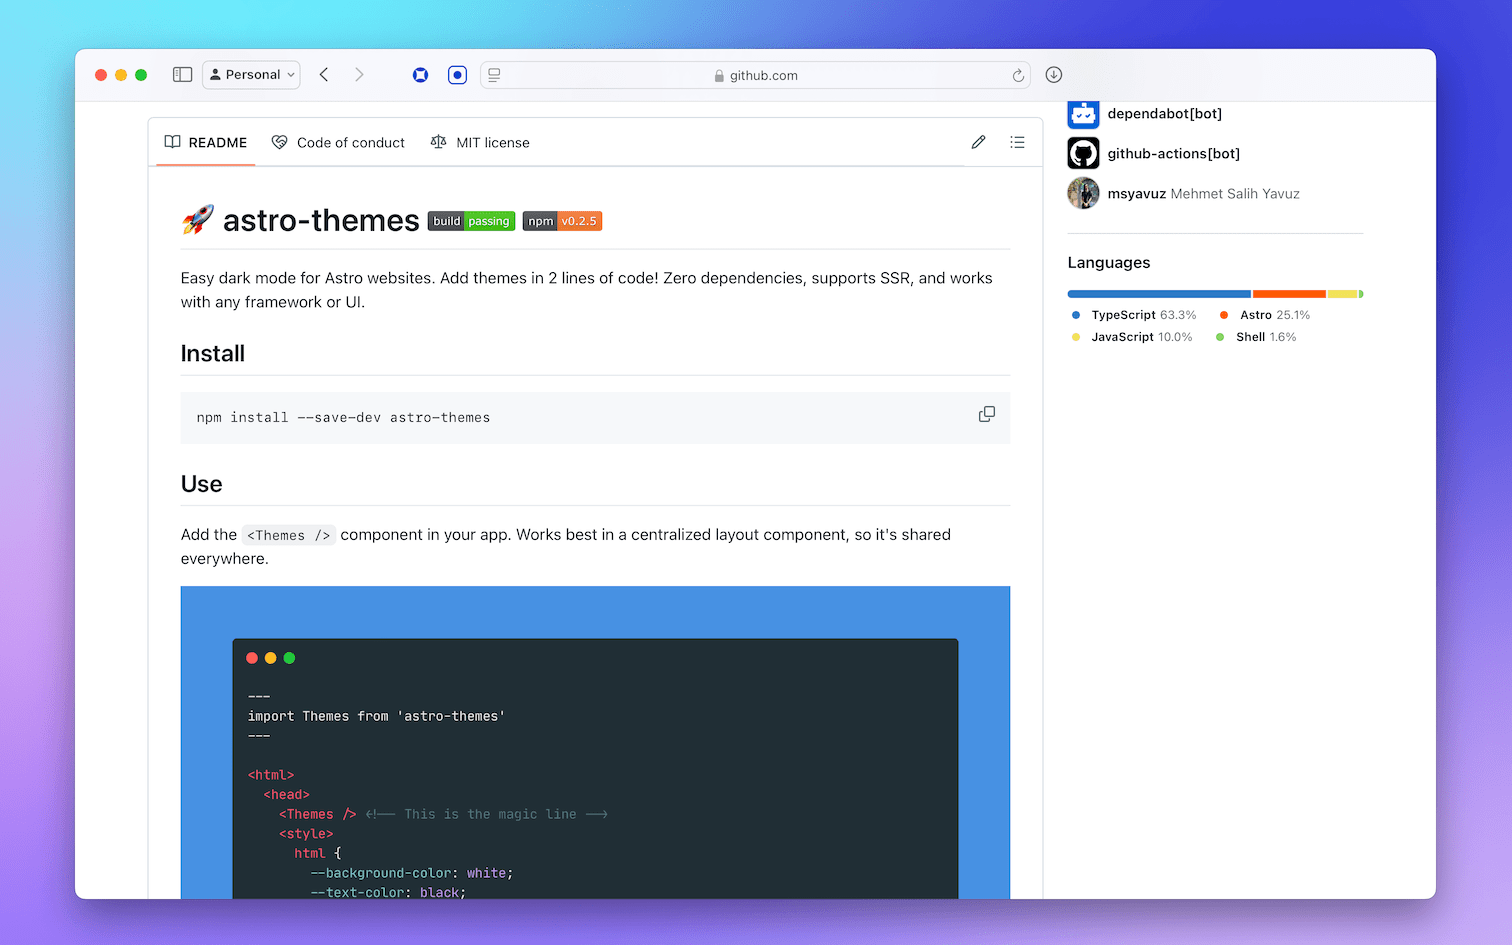 Personal
github.com
README
Code of conduct
MIT license
🚀 astro-themes
build passing
npm v0.2.5
Easy dark mode for Astro websites. Add themes in 2 lines of code! Zero dependencies, supports SSR, and works
with any framework or UI.
Install
npm install --save-dev astro-themes
Use
Add the <Themes /> component in your app. Works best in a centralized layout component, so it's shared
everywhere.
---
import Themes from 'astro-themes'
---
<html>
<head>
<Themes /> <!-- This is the magic line -->
<style>
html {
--background-color: white;
--text-color: black;
dependabot[bot]
github-actions[bot]
msyavuz Mehmet Salih Yavuz
Languages
TypeScript 63.3%
Astro 25.1%
JavaScript 10.0%
Shell 1.6%